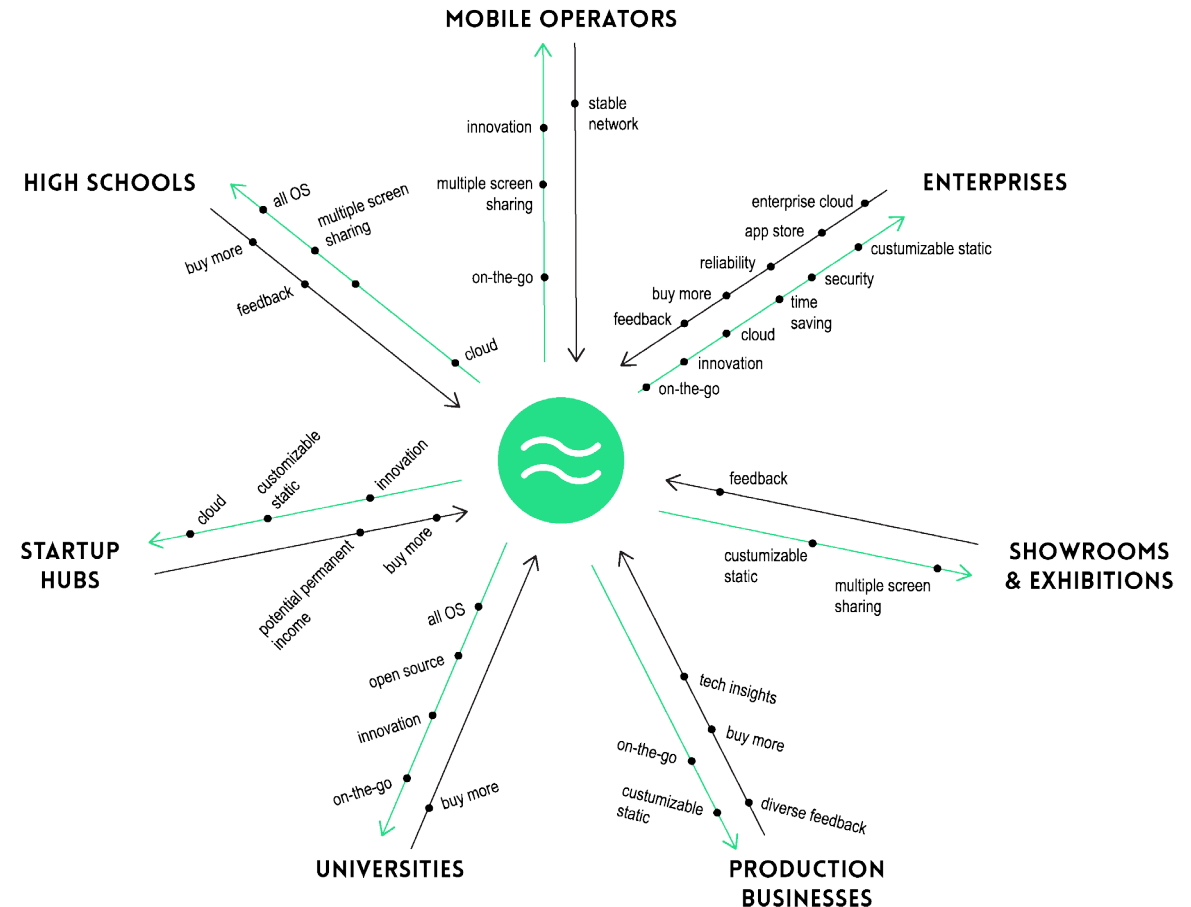 MOBILE OPERATORS
stable
network
innovation
multiple screen
sharing
on-the-go
HIGH SCHOOLS
all OS
multiple screen
sharing
buy more
feedback
cloud
ENTERPRISES
enterprise cloud
app store
reliability
buy more
feedback
custumizable static
security
time
saving
cloud
innovation
on-the-go
STARTUP
HUBS
cloud
customizable
static
innovation
potential permanent
income
buy more
SHOWROOMS
& EXHIBITIONS
feedback
custumizable
static
multiple screen
sharing
UNIVERSITIES
all OS
open source
innovation
on-the-go
buy more
PRODUCTION
BUSINESSES
tech insights
buy more
diverse feedback
on-the-go
custumizable
static